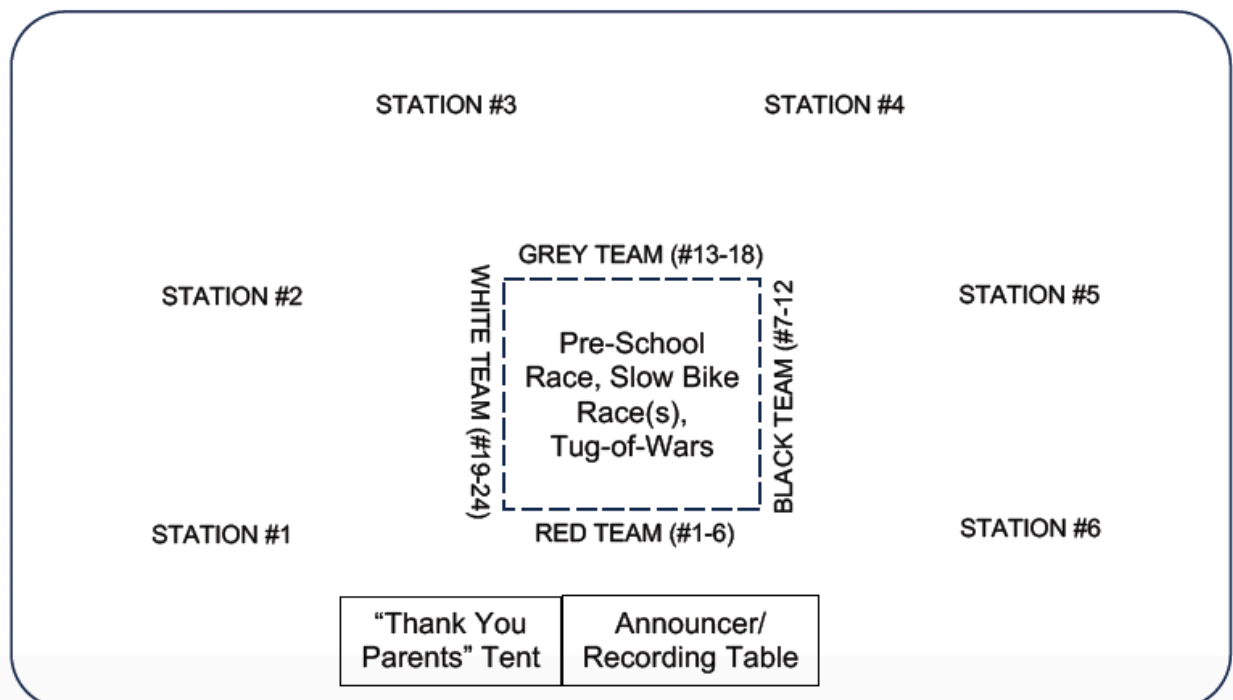 STATION #3
STATION #4
GREY TEAM (#13-18)
STATION #2
WHITE TEAM (#19-24)
Pre-School
Race, Slow Bike
Race(s),
Tug-of-Wars
BLACK TEAM (#7-12
STATION #5
STATION #1
RED TEAM (#1-6)
STATION #6
“Thank You
Parents” Tent
Announcer/
Recording Table